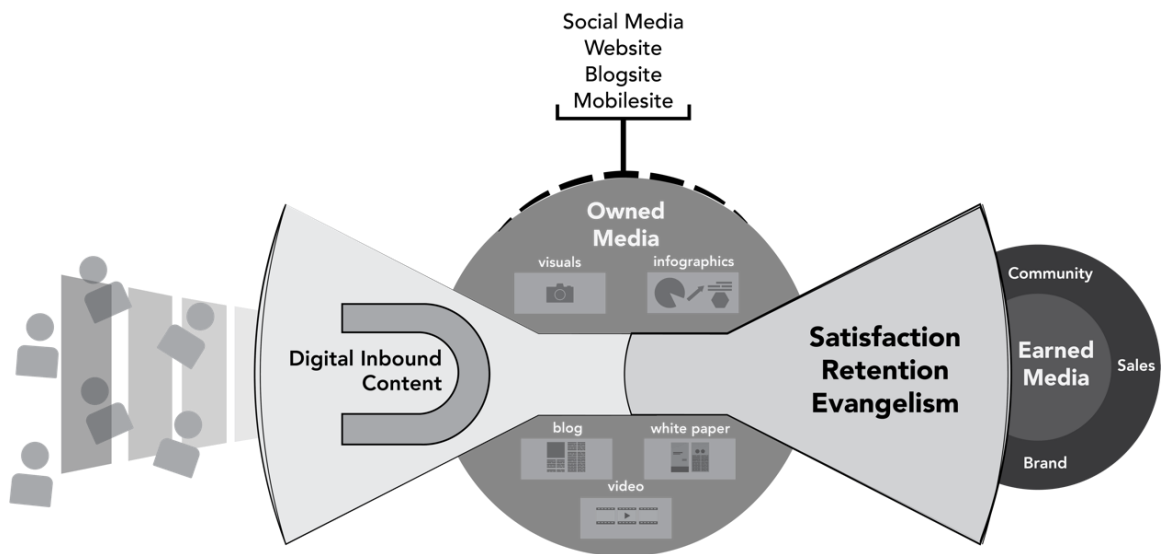 Social Media
Website
Blogsite
Mobilesite
Owned
Media
visuals
infographics
Digital Inbound
Content
Satisfaction
Retention
Evangelism
Community
Earned
Media
Sales
Brand
blog
white paper
video